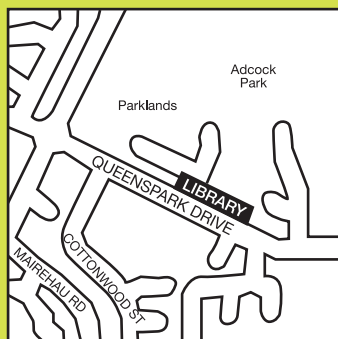 Adcock
Park
Parklands
LIBRARY
QUEENSPARK DRIVE
COTTONWOOD ST
MAIREHAU RD